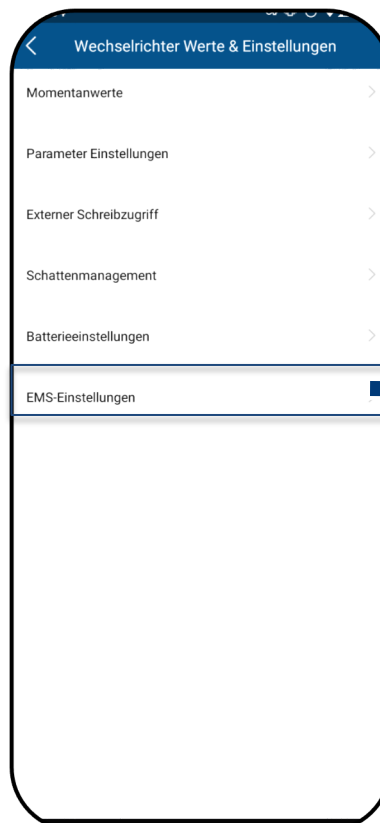 Wechselrichter Werte & Einstellungen
Momentanwerte
Parameter Einstellungen
Externer Schreibzugriff
Schattenmanagement
Batterieeinstellungen
EMS-Einstellungen